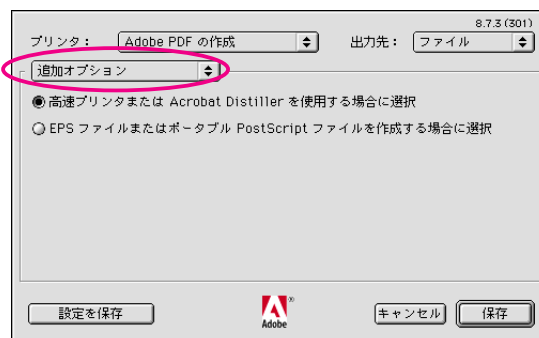 8.7.3 (301)
プリンタ： Adobe PDF の作成 出力先： ファイル
追加オプション
高速プリンタまたは Acrobat Distiller を使用する場合に選択
EPS ファイルまたはポータブル PostScript ファイルを作成する場合に選択
設定を保存 Adobe ® キャンセル 保存